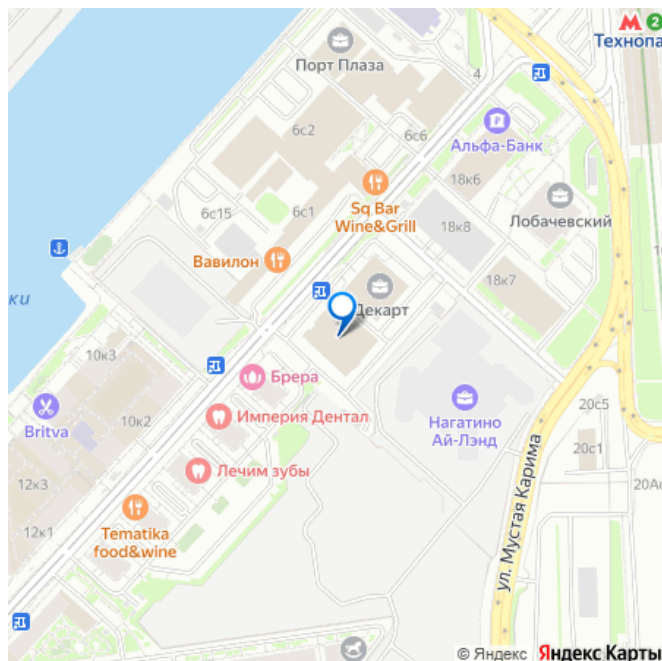 2
Технопа
Порт Плаза
4
6с2
6с6
Альфа-Банк
18к6
Sq Bar
Wine&Grill
Лобачевский
6с15
6с1
18к8
Вавилон
18к7
Декарт
ки
10к3
Брера
20с5
10к2
Империя Дентал
Нагатино
Ай-Лэнд
Britva
20с1
Лечим зубы
12к3
20Ас
ул. Мустая Карима
12к1
Tematika
food&wine
© Яндекс Яндекс Карты